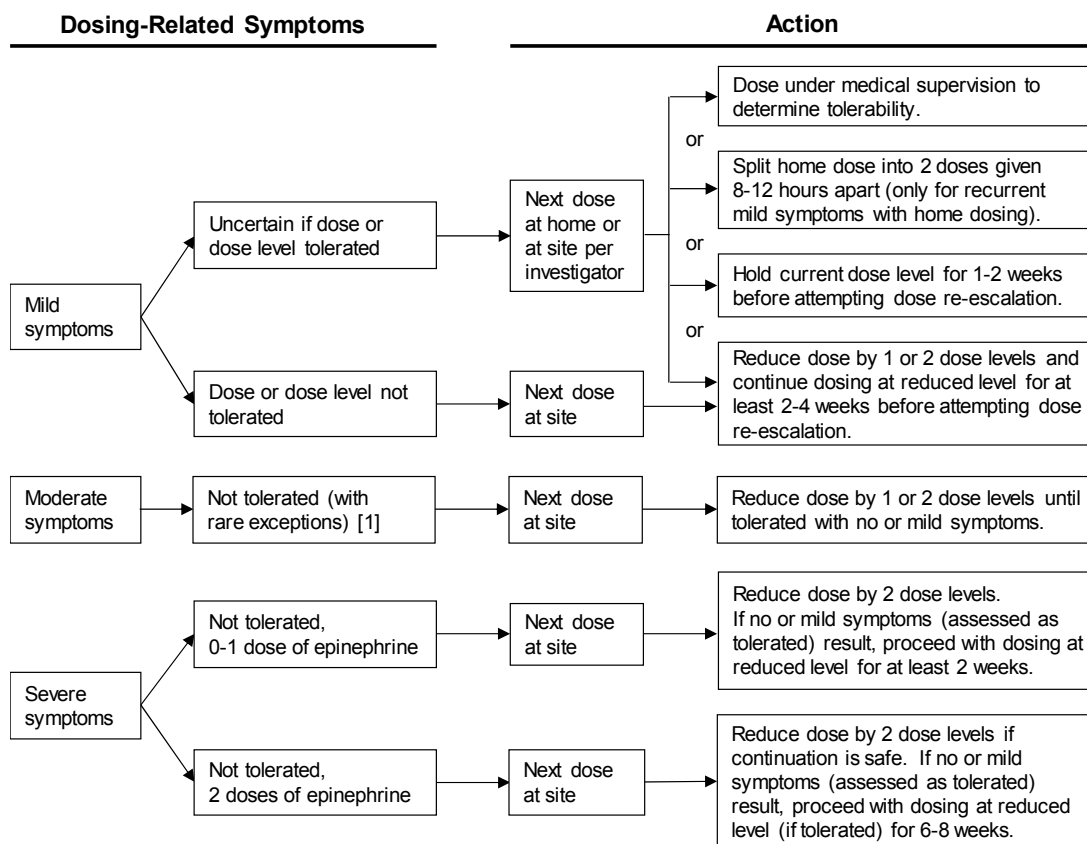 Dosing-Related Symptoms
Action
Mild
symptoms
Uncertain if dose or
dose level tolerated
Next dose
at home or
at site per
investigator
Dose under medical supervision to
determine tolerability.
or
Split home dose into 2 doses given
8-12 hours apart (only for recurrent
mild symptoms with home dosing).
or
Hold current dose level for 1-2 weeks
before attempting dose re-escalation.
or
Dose or dose level not
tolerated
Next dose
at site
Reduce dose by 1 or 2 dose levels and
continue dosing at reduced level for at
least 2-4 weeks before attempting dose
re-escalation.
Moderate
symptoms
Not tolerated (with
rare exceptions) [1]
Next dose
at site
Reduce dose by 1 or 2 dose levels until
tolerated with no or mild symptoms.
Severe
symptoms
Not tolerated,
0-1 dose of epinephrine
Next dose
at site
Reduce dose by 2 dose levels.
If no or mild symptoms (assessed as
tolerated) result, proceed with dosing at
reduced level for at least 2 weeks.
Not tolerated,
2 doses of epinephrine
Next dose
at site
Reduce dose by 2 dose levels if
continuation is safe. If no or mild
symptoms (assessed as tolerated)
result, proceed with dosing at reduced
level (if tolerated) for 6-8 weeks.